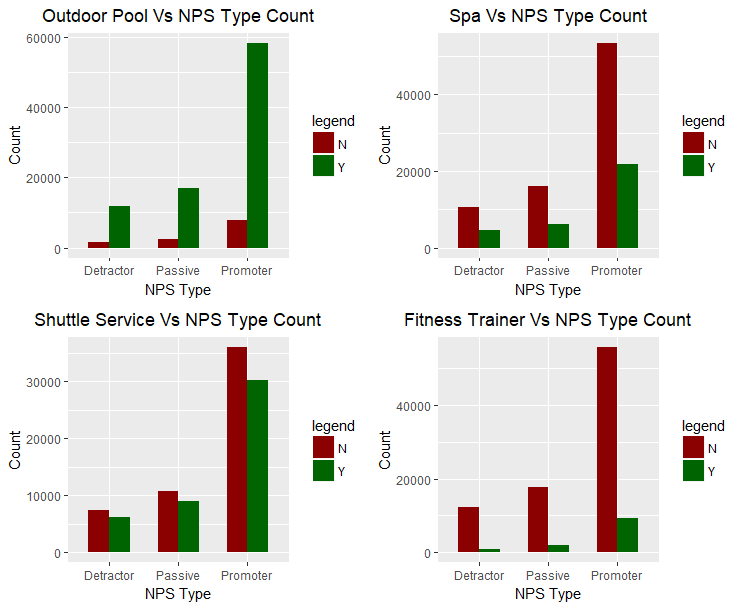 Outdoor Pool Vs NPS Type Count
60000
40000
20000
0
Count
Detractor Passive Promoter
NPS Type
legend
N
Y
Spa Vs NPS Type Count
40000
20000
0
Count
Detractor Passive Promoter
NPS Type
legend
N
Y
Shuttle Service Vs NPS Type Count
30000
20000
10000
0
Count
Detractor Passive Promoter
NPS Type
legend
N
Y
Fitness Trainer Vs NPS Type Count
40000
20000
0
Count
Detractor Passive Promoter
NPS Type
legend
N
Y